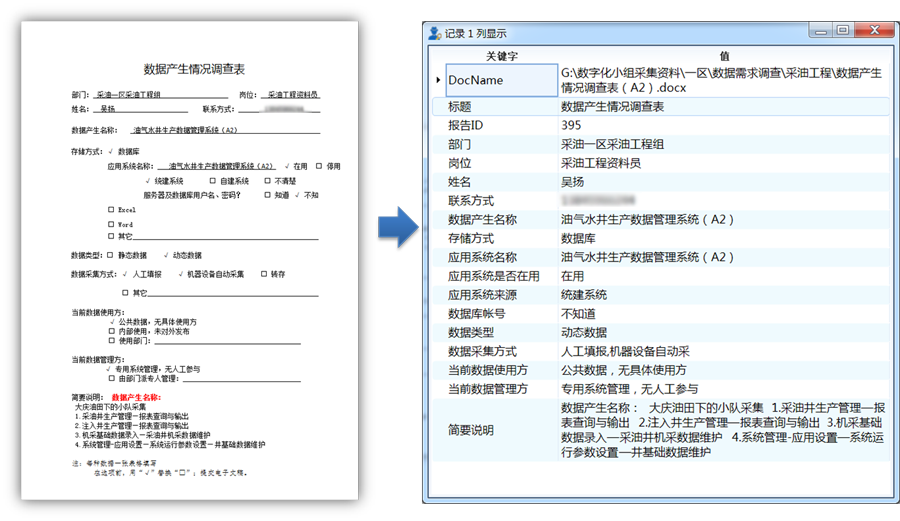 数据产生情况调查表
部门: 采油一区采油工程组 岗位: 采油工程资料员
姓名: 吴扬 联系方式:
数据产生名称: 油气水井生产数据管理系统(A2)
存储方式: √ 数据库
应用系统名称: 油气水井生产数据管理系统(A2) √ 在用 □ 停用
√ 统建系统 □ 自建系统 □ 不清楚
服务器及数据库用户名、密码? □ 知道 √ 不知
□ Excel
□ Word
□ 其它
数据类型: □ 静态数据 √ 动态数据
数据采集方式: √ 人工填报 √ 机器设备自动采集 □ 转存
□ 其它
当前数据使用方:
√ 公共数据,无具体使用方
□ 内部使用,未对外发布
□ 使用部门:
当前数据管理方:
√ 专用系统管理,无人工参与
□ 由部门派专人管理:
简要说明: 数据产生名称:
大庆油田下的小队采集
1.采油井生产管理—报表查询与输出
2.注入井生产管理—报表查询与输出
3.机采基础数据录入—采油井机采数据维护
4.系统管理-应用设置—系统运行参数设置—井基础数据维护
注: 每种数据一张表格填写
在选项前,用“√”替换“□”; 提交电子文档。
记录 1 列显示
关键字 值
DocName G:\数字化小组采集资料\一区\数据需求调查\采油工程\数据产生
情况调查表(A2).docx
标题 数据产生情况调查表
报告ID 395
部门 采油一区采油工程组
岗位 采油工程资料员
姓名 吴扬
联系方式
数据产生名称 油气水井生产数据管理系统(A2)
存储方式 数据库
应用系统名称 油气水井生产数据管理系统(A2)
应用系统是否在用 在用
应用系统来源 统建系统
数据库帐号 不知道
数据类型 动态数据
数据采集方式 人工填报,机器设备自动采
当前数据使用方 公共数据,无具体使用方
当前数据管理方 专用系统管理,无人工参与
简要说明 数据产生名称: 大庆油田下的小队采集 1.采油井生产管理—报
表查询与输出 2.注入井生产管理—报表查询与输出 3.机采基础
数据录入—采油井机采数据维护 4.系统管理-应用设置—系统运
行参数设置—井基础数据维护